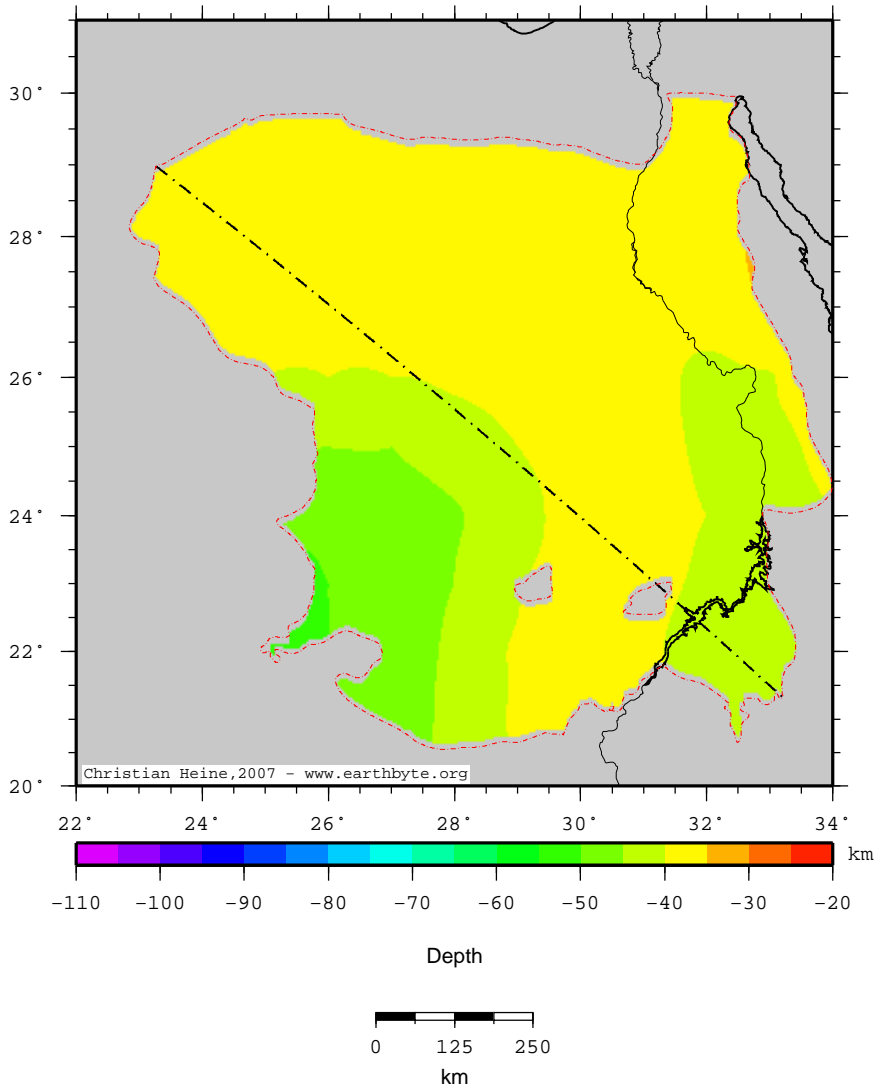 30°
28°
26°
24°
22°
20°
Christian Heine,2007 - www.earthbyte.org
22° 24° 26° 28° 30° 32° 34°
km
-110 -100 -90 -80 -70 -60 -50 -40 -30 -20
Depth
0 125 250
km